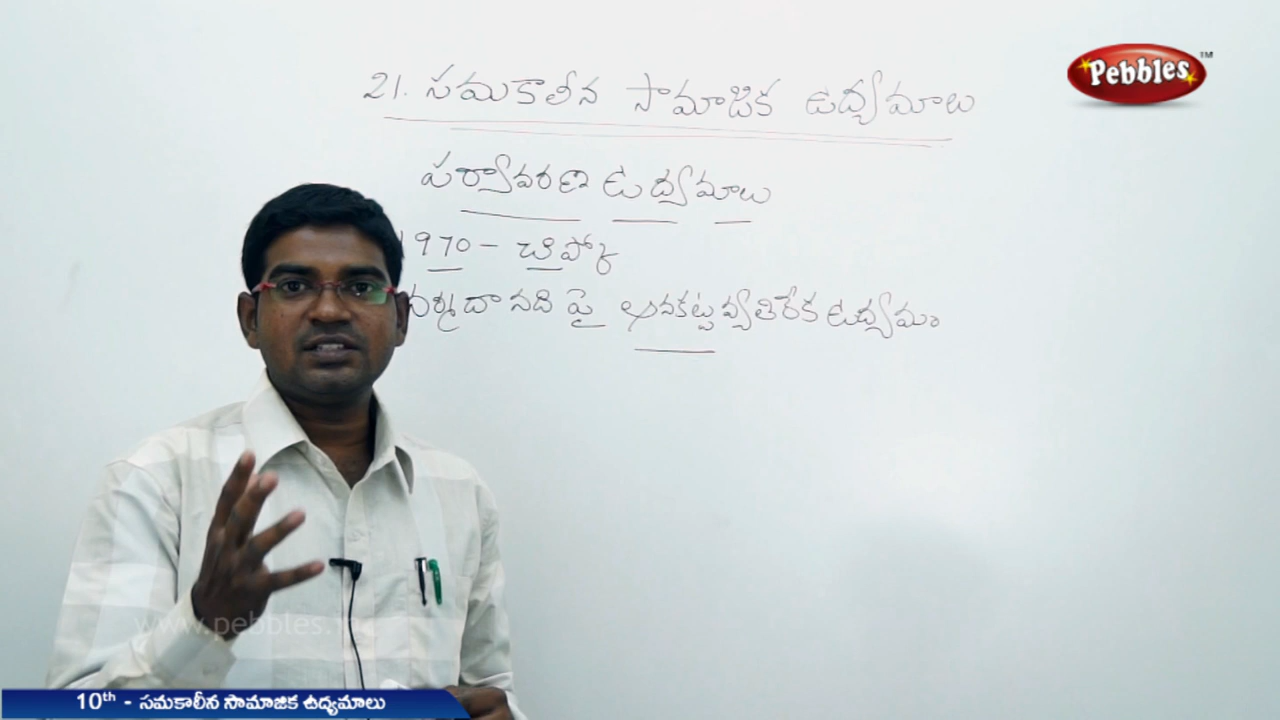 Pebbles™
21. సమకాలీన సామాజిక ఉద్యమాలు
పర్యావరణ ఉద్యమాలు
1970 - చిప్కో
నర్మదా నది పై ఆనకట్ట వ్యతిరేక ఉద్యమం
www.pebbles.in
10th - సమకాలీన సామాజిక ఉద్యమాలు